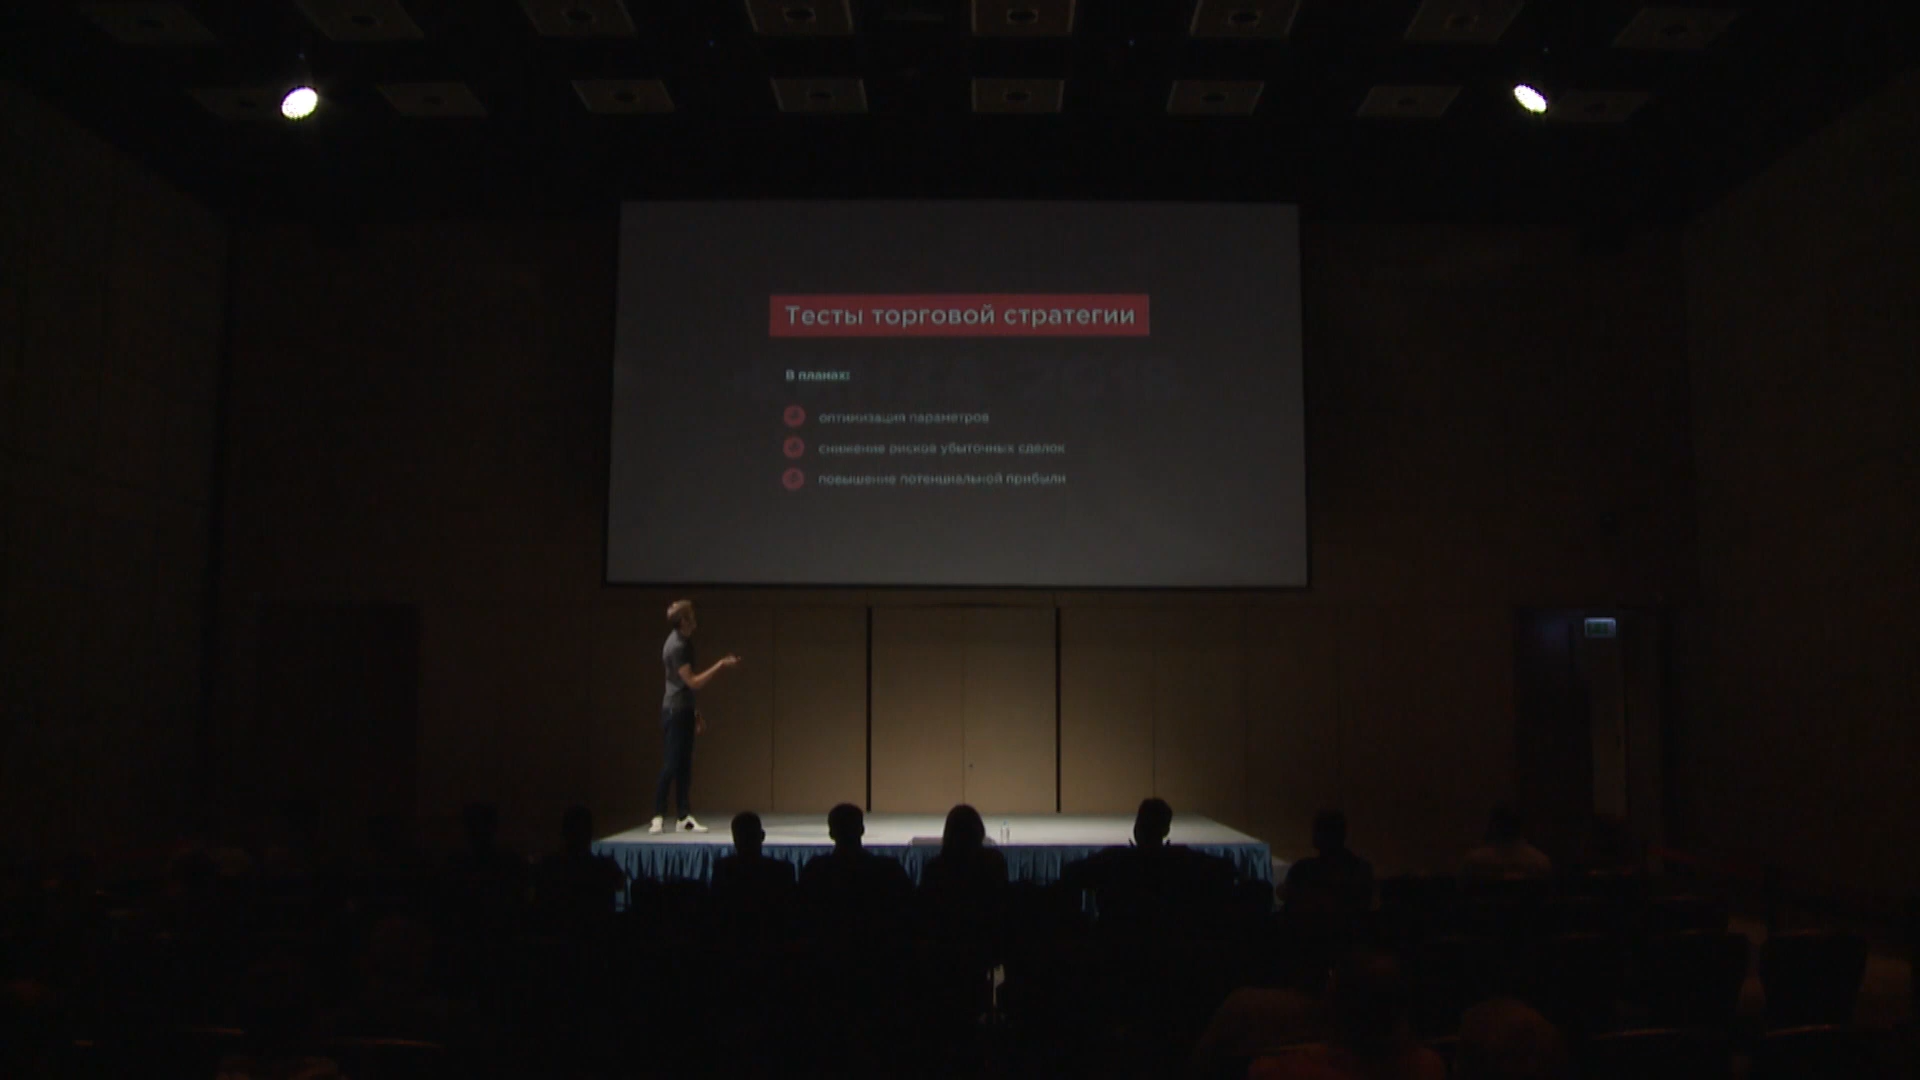 Тесты торговой стратегии
В планах:
оптимизация параметров
снижение рисков убыточных сделок
повышение потенциальной прибыли